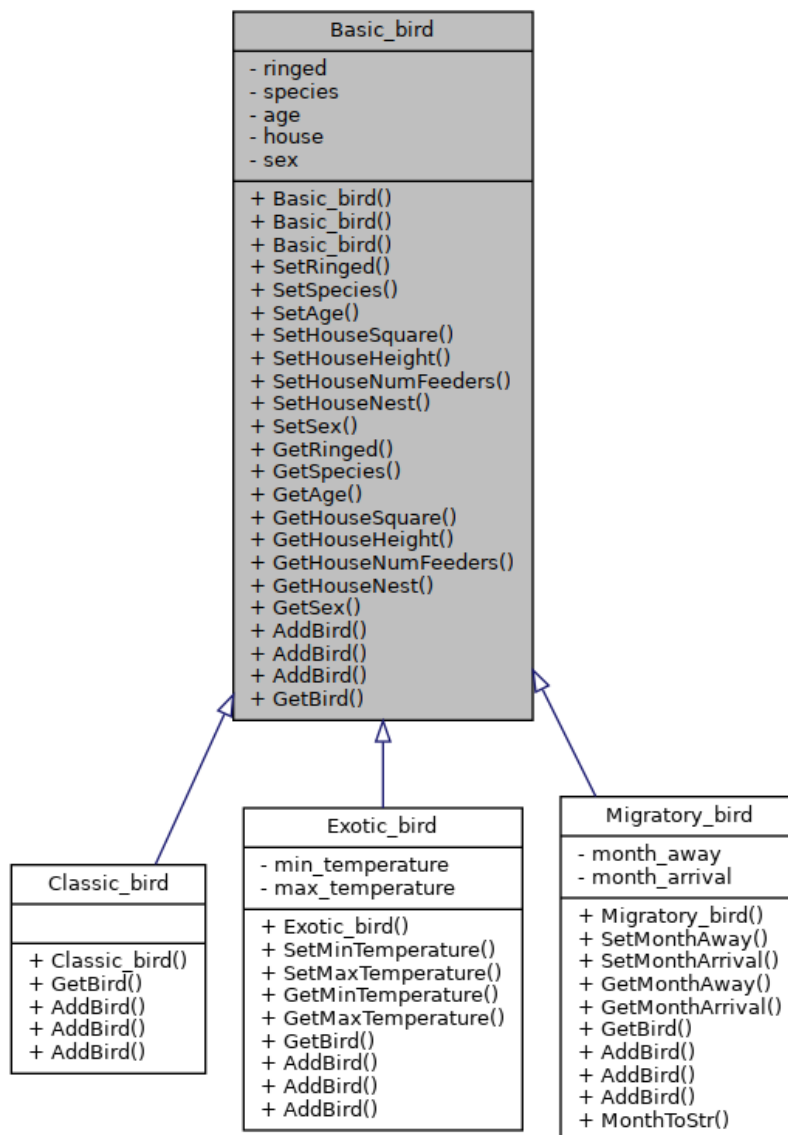 Basic_bird
- ringed
- species
- age
- house
- sex
+ Basic_bird()
+ Basic_bird()
+ Basic_bird()
+ SetRinged()
+ SetSpecies()
+ SetAge()
+ SetHouseSquare()
+ SetHouseHeight()
+ SetHouseNumFeeders()
+ SetHouseNest()
+ SetSex()
+ GetRinged()
+ GetSpecies()
+ GetAge()
+ GetHouseSquare()
+ GetHouseHeight()
+ GetHouseNumFeeders()
+ GetHouseNest()
+ GetSex()
+ AddBird()
+ AddBird()
+ AddBird()
+ GetBird()
Classic_bird
+ Classic_bird()
+ GetBird()
+ AddBird()
+ AddBird()
+ AddBird()
Exotic_bird
- min_temperature
- max_temperature
+ Exotic_bird()
+ SetMinTemperature()
+ SetMaxTemperature()
+ GetMinTemperature()
+ GetMaxTemperature()
+ GetBird()
+ AddBird()
+ AddBird()
+ AddBird()
Migratory_bird
- month_away
- month_arrival
+ Migratory_bird()
+ SetMonthAway()
+ SetMonthArrival()
+ GetMonthAway()
+ GetMonthArrival()
+ GetBird()
+ AddBird()
+ AddBird()
+ AddBird()
+ MonthToStr()